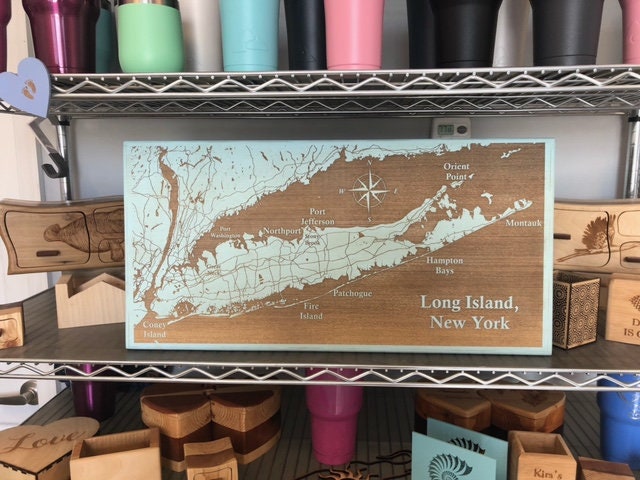 Orient
Point
N
W
E
S
Port
Jefferson
Port
Washington
Northport
Stony
Brook
Montauk
Hampton
Bays
Patchogue
Fire
Island
Coney
Island
Long Island,
New York
Love
Kira's